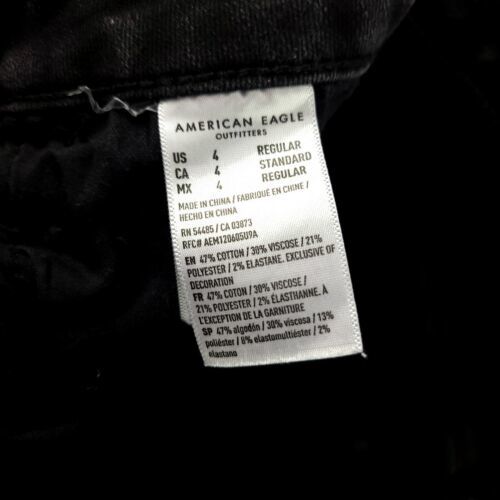 AMERICAN EAGLE
OUTFITTERS
US 4 REGULAR
CA 4 STANDARD
MX 4 REGULAR
MADE IN CHINA / FABRIQUÉ EN CHINE /
HECHO EN CHINA
RN 54485 / CA 03873
RFC# AEM120605U9A
EN 47% COTTON / 30% VISCOSE / 21%
POLYESTER / 2% ELASTANE. EXCLUSIVE OF
DECORATION
FR 47% COTON / 30% VISCOSE /
21% POLYESTER / 2% ÉLASTHANNE. À
L'EXCEPTION DE LA GARNITURE
SP 47% algodón / 30% viscosa / 13%
poliéster / 8% elastomultiéster / 2%
elastano